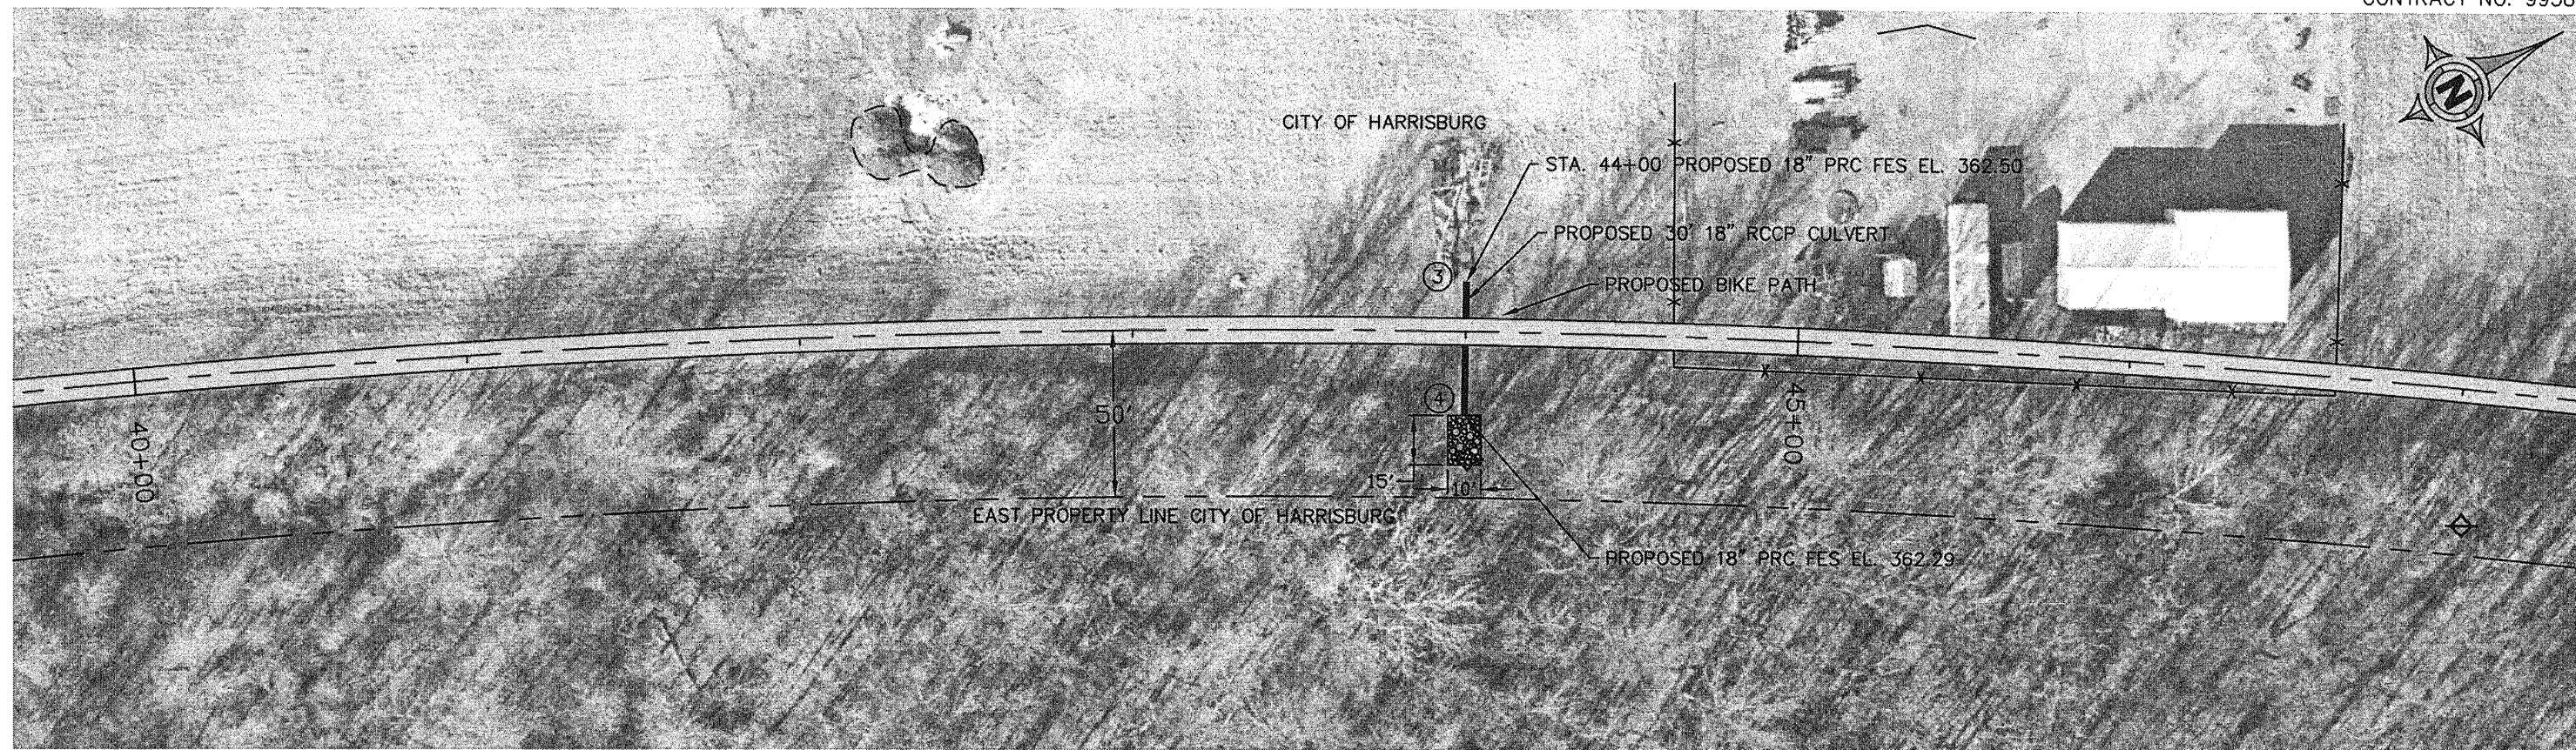 N
CITY OF HARRISBURG
STA. 44+00 PROPOSED 18" PRC FES EL. 362.50
PROPOSED 30' 18" RCCP CULVERT
3
PROPOSED BIKE PATH
4
50'
40+00
45+00
15'
10'
EAST PROPERTY LINE CITY OF HARRISBURG
PROPOSED 18" PRC FES EL. 362.29